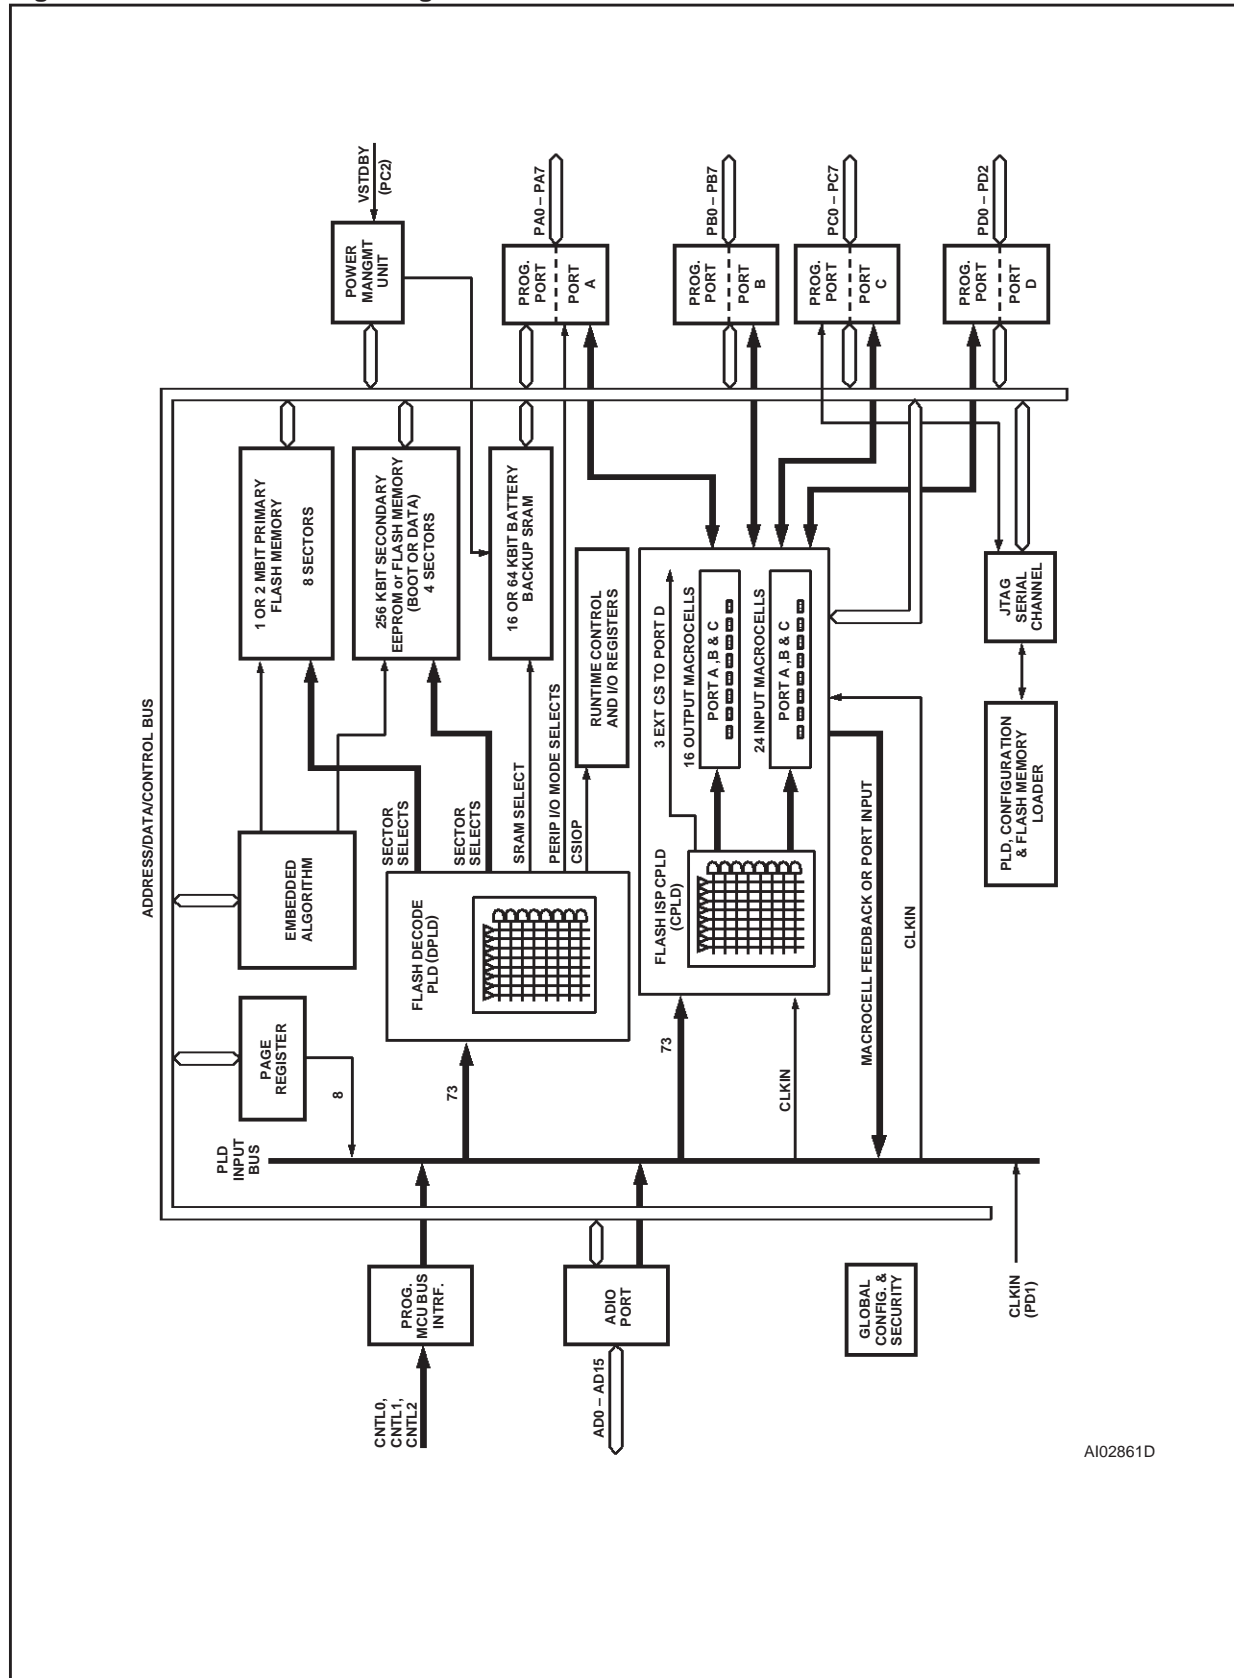 ADDRESS/DATA/CONTROL BUS
CNTL0,
CNTL1,
CNTL2
PROG.
MCU BUS
INTRF.
AD0 – AD15
ADIO
PORT
GLOBAL
CONFIG. &
SECURITY
CLKIN
(PD1)
PLD
INPUT
BUS
PAGE
REGISTER
8
73
73
EMBEDDED
ALGORITHM
FLASH DECODE
PLD (DPLD)
SECTOR
SELECTS
SECTOR
SELECTS
SRAM SELECT
PERIP I/O MODE SELECTS
CSIOP
FLASH ISP CPLD
(CPLD)
CLKIN
MACROCELL FEEDBACK OR PORT INPUT
CLKIN
1 OR 2 MBIT PRIMARY
FLASH MEMORY
8 SECTORS
256 KBIT SECONDARY
EEPROM or FLASH MEMORY
(BOOT OR DATA)
4 SECTORS
16 OR 64 KBIT BATTERY
BACKUP SRAM
RUNTIME CONTROL
AND I/O REGISTERS
3 EXT CS TO PORT D
16 OUTPUT MACROCELLS
PORT A ,B & C
24 INPUT MACROCELLS
PORT A ,B & C
PLD, CONFIGURATION
& FLASH MEMORY
LOADER
JTAG
SERIAL
CHANNEL
VSTDBY
(PC2)
POWER
MANGMT
UNIT
PA0 – PA7
PROG.
PORT
PORT
A
PB0 – PB7
PROG.
PORT
PORT
B
PC0 – PC7
PROG.
PORT
PORT
C
PD0 – PD2
PROG.
PORT
PORT
D
AI02861D